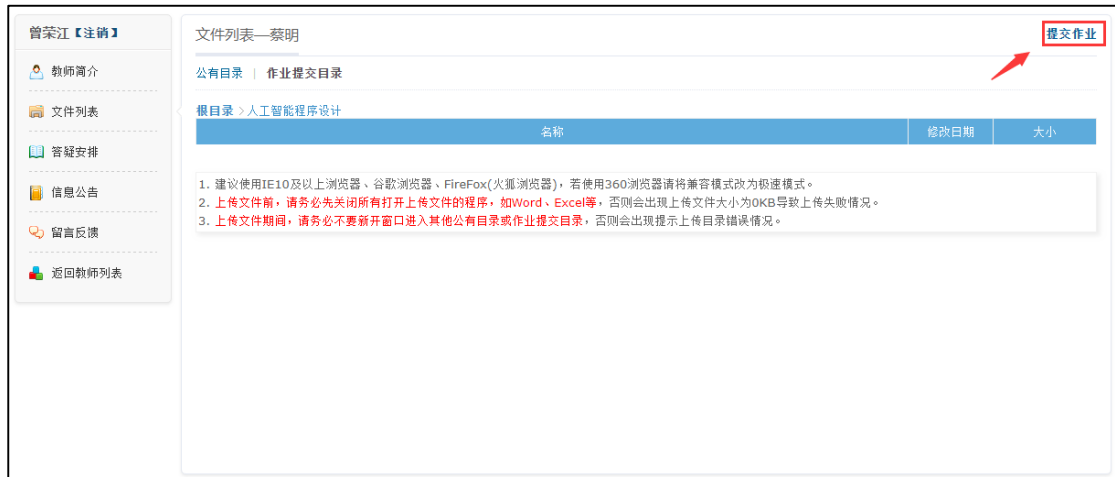 曾荣江【注销】
教师简介
文件列表
答疑安排
信息公告
留言反馈
返回教师列表
文件列表—蔡明
提交作业
公有目录 | 作业提交目录
根目录 > 人工智能程序设计
名称 修改日期 大小
1. 建议使用IE10及以上浏览器、谷歌浏览器、FireFox(火狐浏览器)，若使用360浏览器请将兼容模式改为极速模式。
2. 上传文件前，请务必先关闭所有打开上传文件的程序，如Word、Excel等，否则会出现上传文件大小为0KB导致上传失败情况。
3. 上传文件期间，请务必不要新开窗口进入其他公有目录或作业提交目录，否则会出现提示上传目录错误情况。